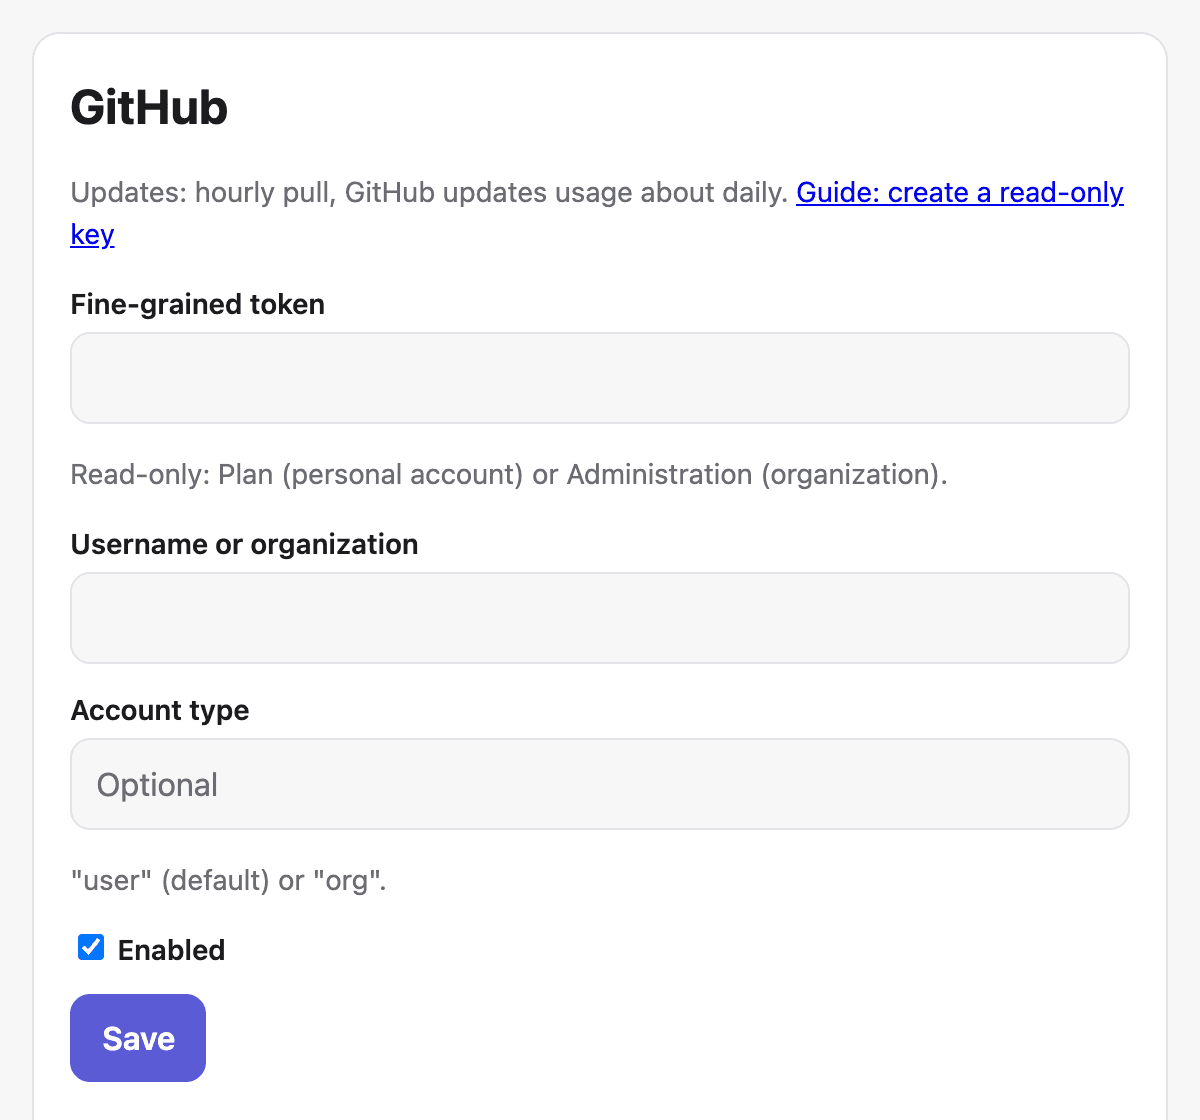 GitHub
Updates: hourly pull, GitHub updates usage about daily. Guide: create a read-only
key
Fine-grained token
Read-only: Plan (personal account) or Administration (organization).
Username or organization
Account type
Optional
"user" (default) or "org".
Enabled
Save